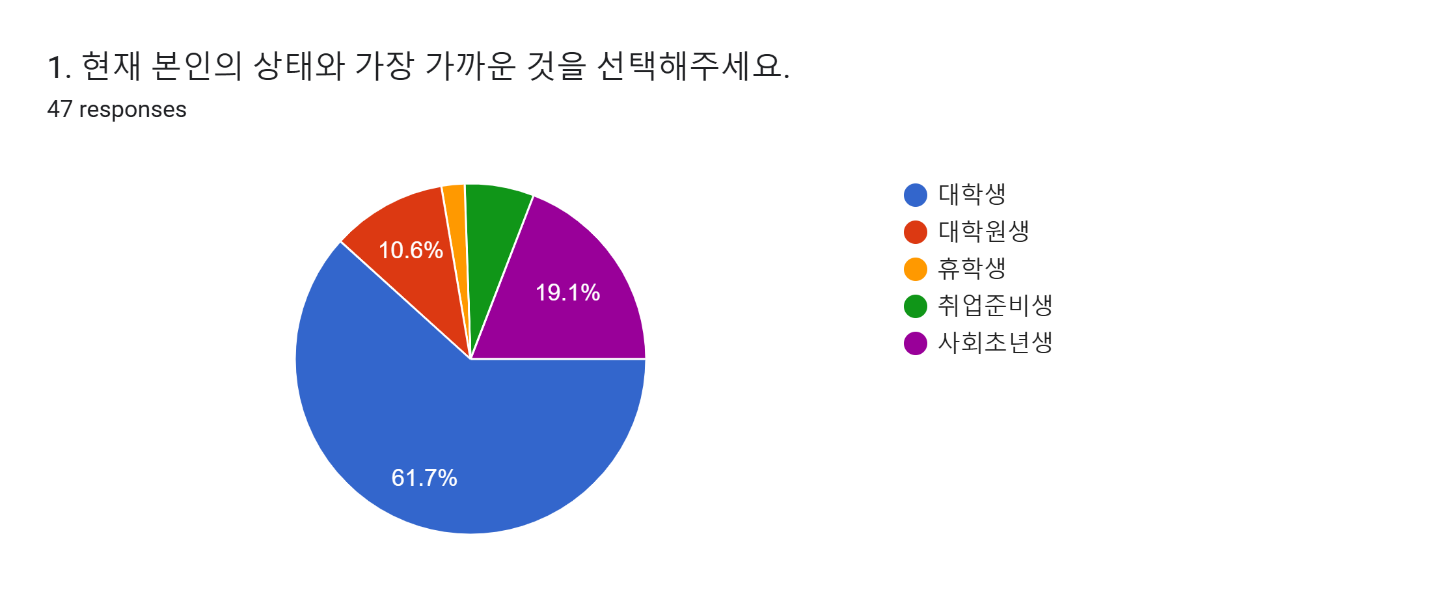 1. 현재 본인의 상태와 가장 가까운 것을 선택해주세요.
47 responses
대학생
대학원생
휴학생
취업준비생
사회초년생
10.6%
19.1%
61.7%